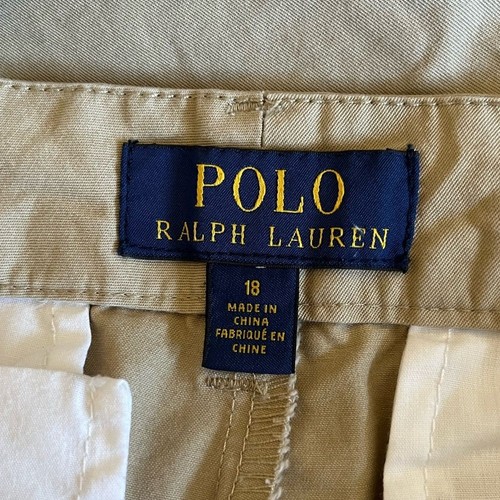 POLO
RALPH LAUREN
18
MADE IN
CHINA
FABRIQUÉ EN
CHINE